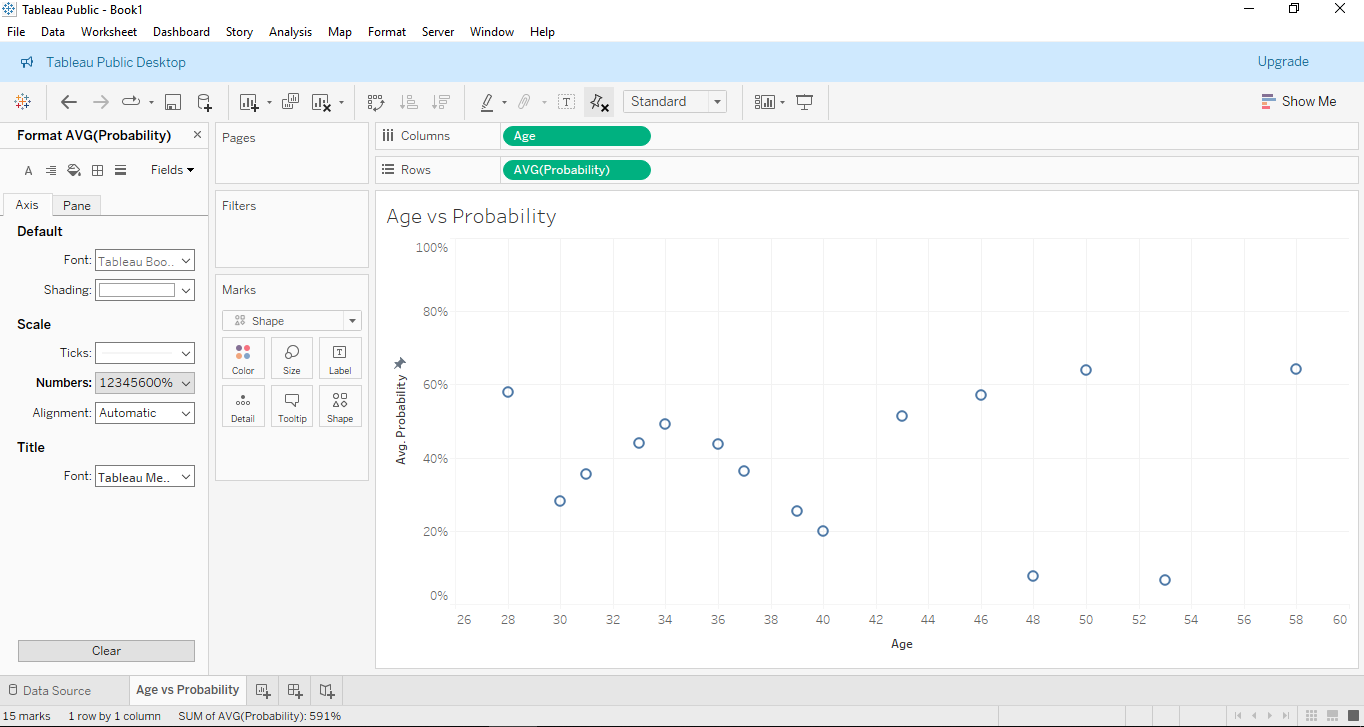 Tableau Public - Book1
File Data Worksheet Dashboard Story Analysis Map Format Server Window Help
Tableau Public Desktop Upgrade
Standard Show Me
Format AVG(Probability)
Fields
Axis Pane
Default
Font: Tableau Boo..
Shading:
Scale
Ticks:
Numbers: 12345600%
Alignment: Automatic
Title
Font: Tableau Me..
Clear
Pages
Filters
Marks
Shape
Color Size Label
Detail Tooltip Shape
Columns Age
Rows AVG(Probability)
Age vs Probability
100%
80%
60%
40%
20%
0%
Avg. Probability
26 28 30 32 34 36 38 40 42 44 46 48 50 52 54 56 58 60
Age
Data Source Age vs Probability
15 marks 1 row by 1 column SUM of AVG(Probability): 591%